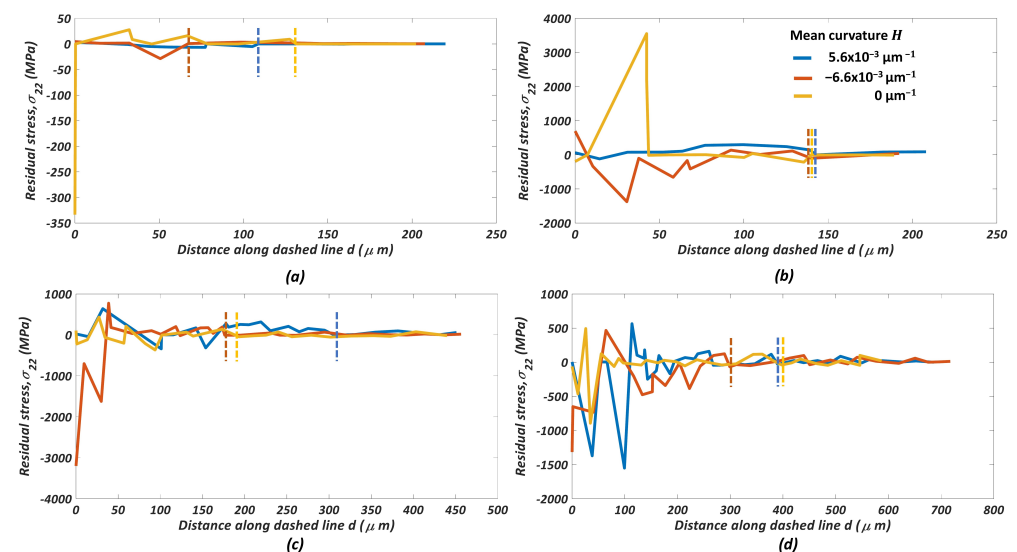 50
0
-50
-100
-150
-200
-250
-300
-350
0 50 100 150 200 250
Residual stress, σ22 (MPa)
Distance along dashed line d ( μ m)
(a)
4000
3000
2000
1000
0
-1000
-2000
0 50 100 150 200 250
Residual stress, σ22 (MPa)
Distance along dashed line d ( μ m)
Mean curvature H
5.6x10⁻³ μm⁻¹
−6.6x10⁻³ μm⁻¹
0 μm⁻¹
(b)
1000
0
-1000
-2000
-3000
-4000
0 50 100 150 200 250 300 350 400 450 500
Residual stress, σ22 (MPa)
Distance along dashed line d ( μ m)
(c)
1000
500
0
-500
-1000
-1500
-2000
0 100 200 300 400 500 600 700 800
Residual stress, σ22 (MPa)
Distance along dashed line d ( μ m)
(d)